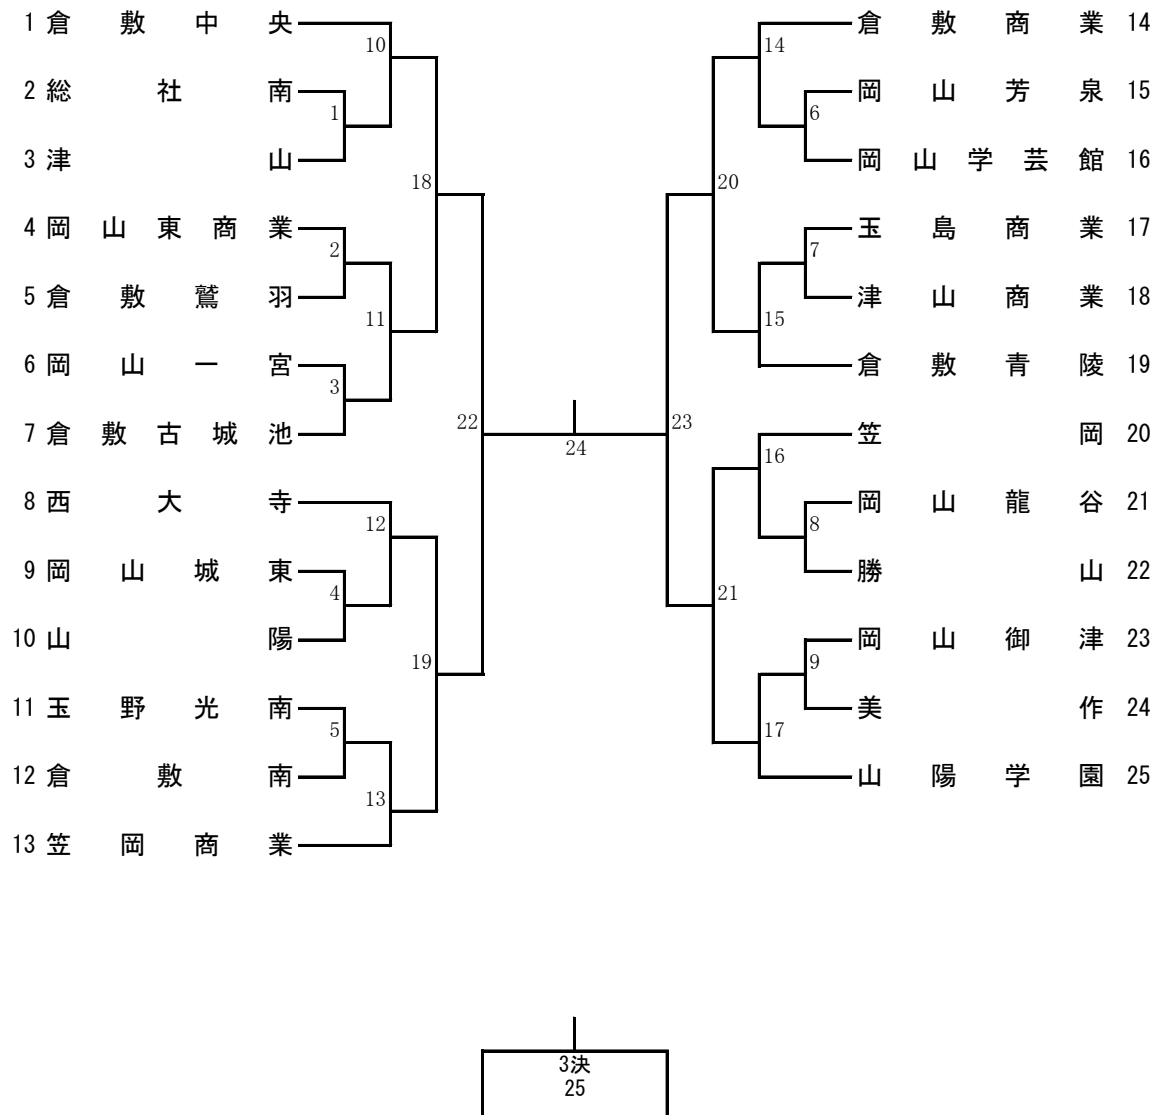 1 倉敷中央
10
2 総社南
1
3 津山
18
4 岡山東商業
2
5 倉敷鷲羽
11
6 岡山一宮
3
7 倉敷古城池
22
8 西大寺
12
9 岡山城東
4
10 山陽
19
11 玉野光南
5
12 倉敷南
13
13 笠岡商業
24
倉敷商業 14
14
岡山芳泉 15
6
岡山学芸館 16
20
玉島商業 17
7
津山商業 18
15
倉敷青陵 19
23
笠岡 20
16
岡山龍谷 21
8
勝山 22
21
岡山御津 23
9
美作 24
17
山陽学園 25
3決
25